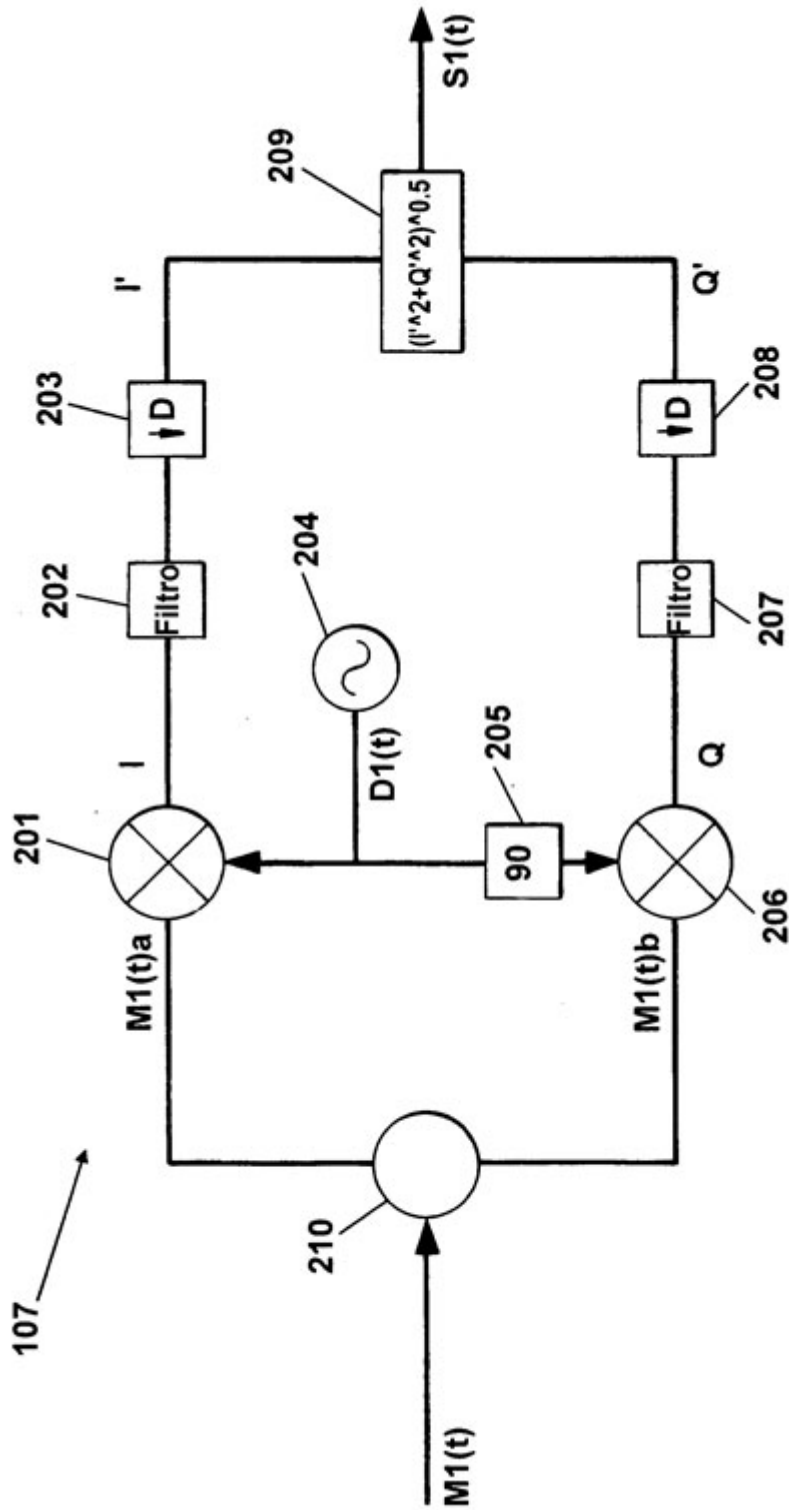 107
M1(t)
210
M1(t)a
201
I
202
Filtro
203
D
I'
D1(t)
204
205
90
209
(I'^2+Q'^2)^0.5
S1(t)
M1(t)b
206
Q
Filtro
207
D
208
Q'